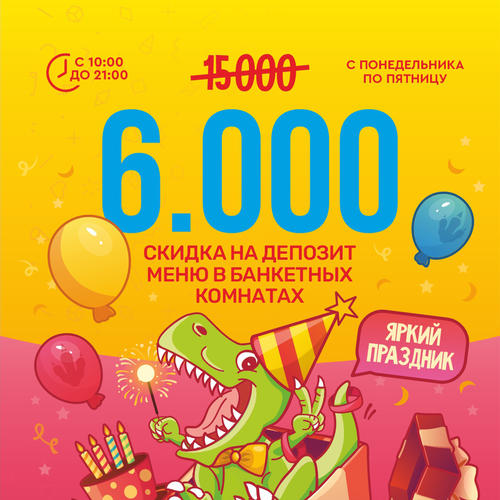 С 10:00
ДО 21:00
15 000
С ПОНЕДЕЛЬНИКА
ПО ПЯТНИЦУ
6.000
СКИДКА НА ДЕПОЗИТ
МЕНЮ В БАНКЕТНЫХ
КОМНАТАХ
ЯРКИЙ
ПРАЗДНИК